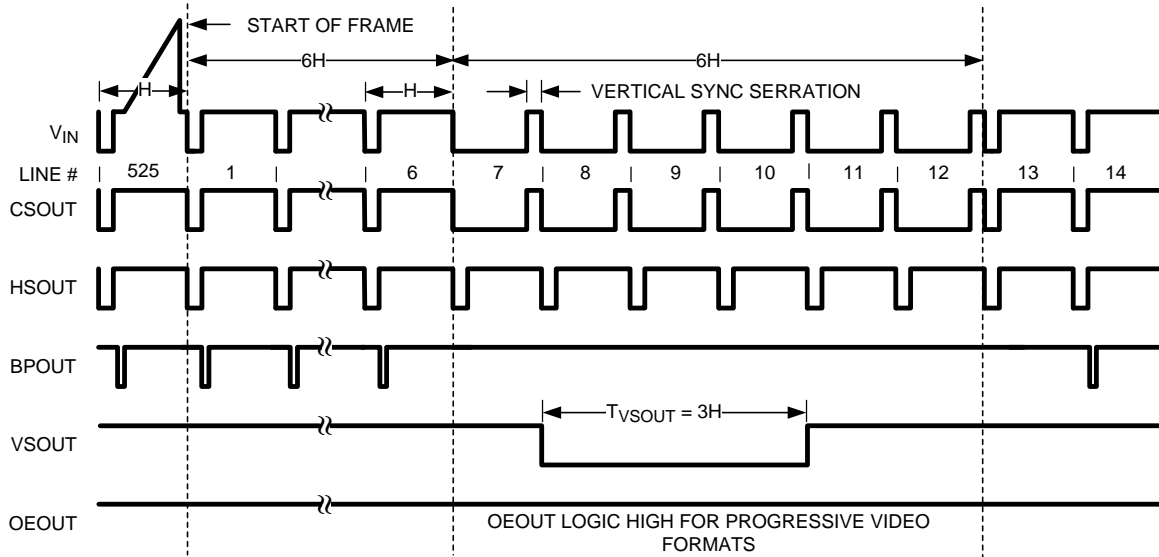 START OF FRAME
6H
6H
H
H
VERTICAL SYNC SERRATION
VIN
LINE # | 525 | 1 | | 6 | 7 | 8 | 9 | 10 | 11 | 12 | 13 | 14
CSOUT
HSOUT
BPOUT
TVSOUT = 3H
VSOUT
OEOUT
OEOUT LOGIC HIGH FOR PROGRESSIVE VIDEO
FORMATS